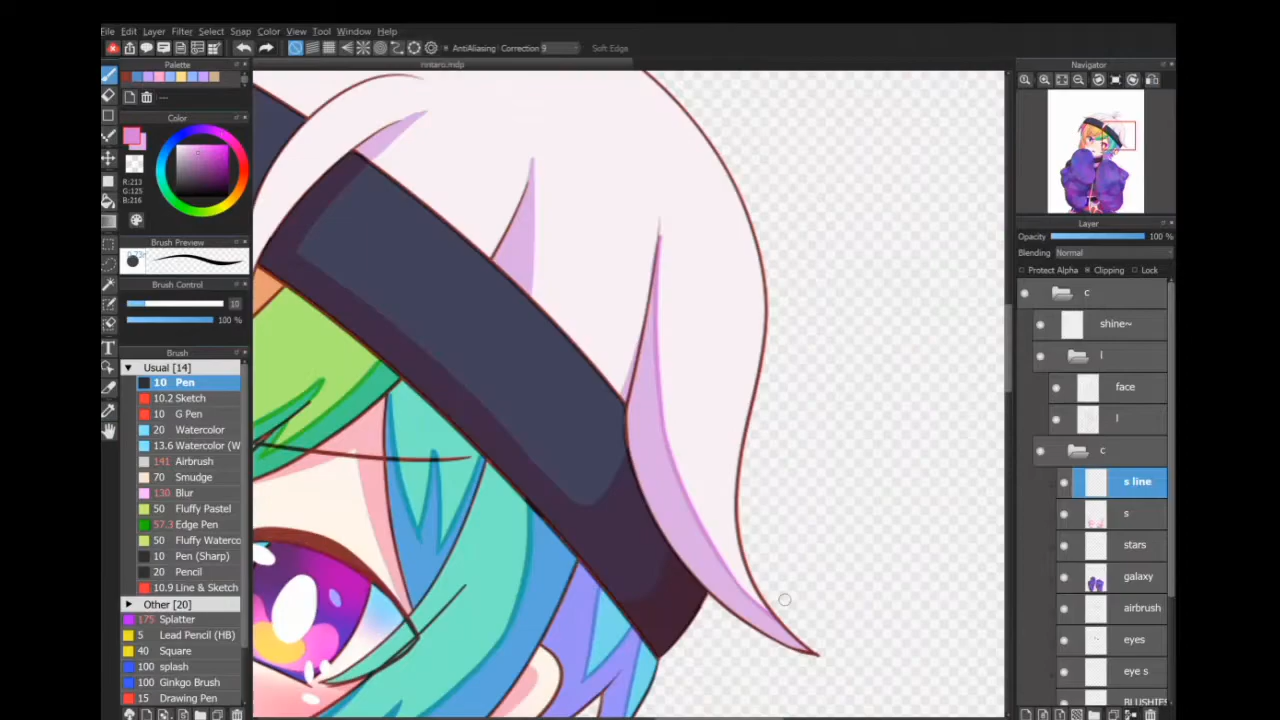 File Edit Layer Filter Select Snap Color View Tool Window Help
AntiAliasing Correction 9 Soft Edge
Palette
nntaro.mdp
Navigator
---
Color
R:213
G:125
B:216
Brush Preview
Brush Control
10
100 %
Brush
Usual [14]
10 Pen
10.2 Sketch
10 G Pen
20 Watercolor
13.6 Watercolor (W
141 Airbrush
70 Smudge
130 Blur
50 Fluffy Pastel
57.3 Edge Pen
50 Fluffy Waterco
10 Pen (Sharp)
20 Pencil
10.9 Line & Sketch
Other [20]
175 Splatter
5 Lead Pencil (HB)
40 Square
100 splash
100 Ginkgo Brush
15 Drawing Pen
Layer
Opacity 100 %
Blending Normal
Protect Alpha Clipping Lock
c
shine~
l
face
l
c
s line
s
stars
galaxy
airbrush
eyes
eye s
BLUSHIES